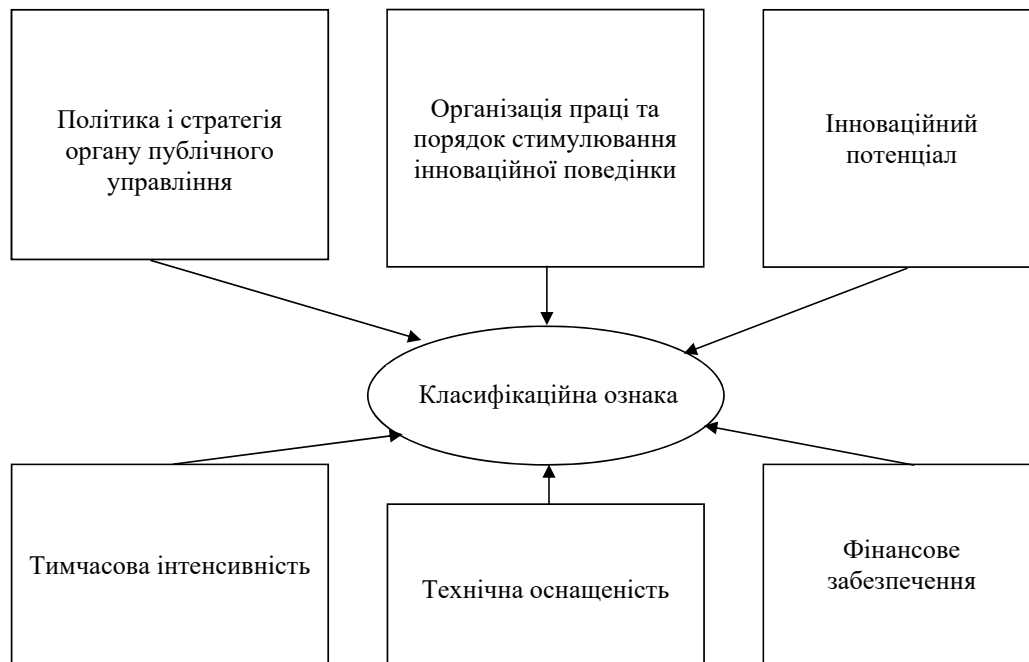 Політика і стратегія
органу публічного
управління
Організація праці та
порядок стимулювання
інноваційної поведінки
Інноваційний
потенціал
Класифікаційна ознака
Тимчасова інтенсивність
Технічна оснащеність
Фінансове
забезпечення